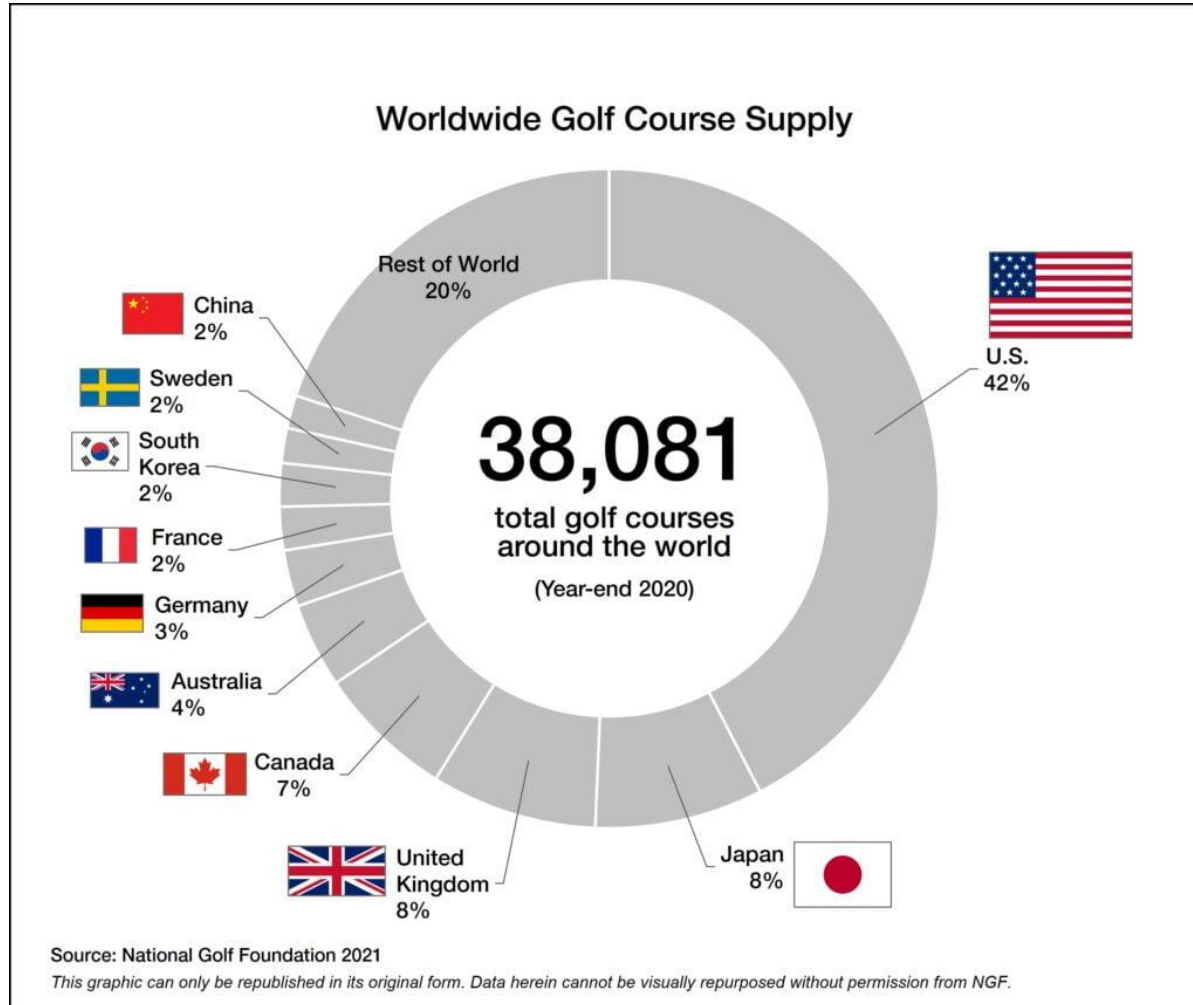 Worldwide Golf Course Supply
Rest of World
20%
China
2%
Sweden
2%
South
Korea
2%
France
2%
Germany
3%
Australia
4%
Canada
7%
United
Kingdom
8%
Japan
8%
U.S.
42%
38,081
total golf courses
around the world
(Year-end 2020)
Source: National Golf Foundation 2021
This graphic can only be republished in its original form. Data herein cannot be visually repurposed without permission from NGF.